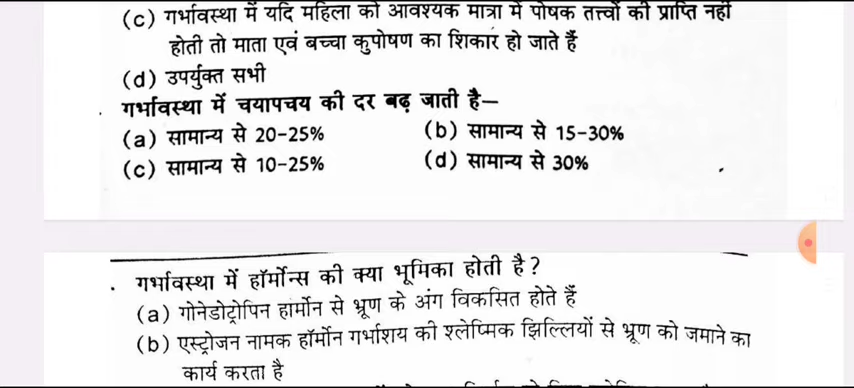 (c) गर्भावस्था में यदि महिला को आवश्यक मात्रा में पोषक तत्त्वों की प्राप्ति नहीं
होती तो माता एवं बच्चा कुपोषण का शिकार हो जाते हैं
(d) उपर्युक्त सभी
गर्भावस्था में चयापचय की दर बढ़ जाती है—
(a) सामान्य से 20-25% (b) सामान्य से 15-30%
(c) सामान्य से 10-25% (d) सामान्य से 30%
गर्भावस्था में हॉर्मोन्स की क्या भूमिका होती है?
(a) गोनेडोट्रोपिन हार्मोन से भ्रूण के अंग विकसित होते हैं
(b) एस्ट्रोजन नामक हॉर्मोन गर्भाशय की श्लेष्मिक झिल्लियों से भ्रूण को जमाने का
कार्य करता है